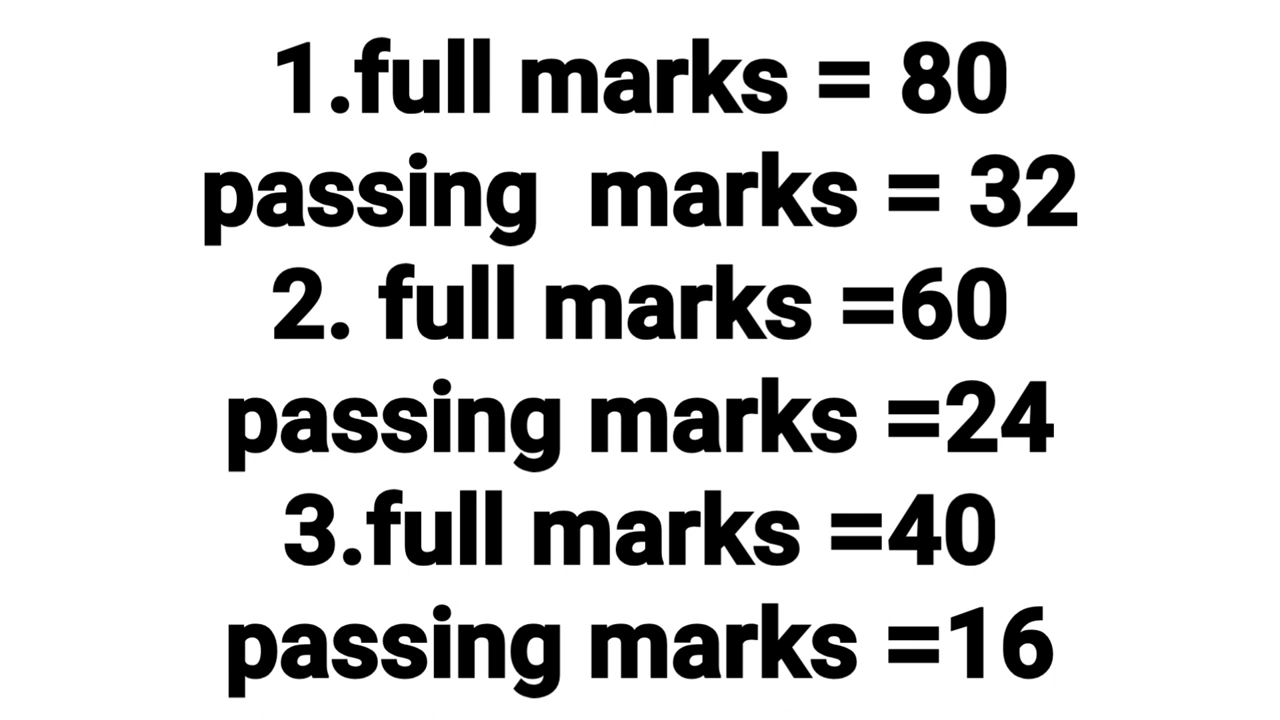 1.full marks = 80
passing  marks = 32
2. full marks =60
passing marks =24
3.full marks =40
passing marks =16